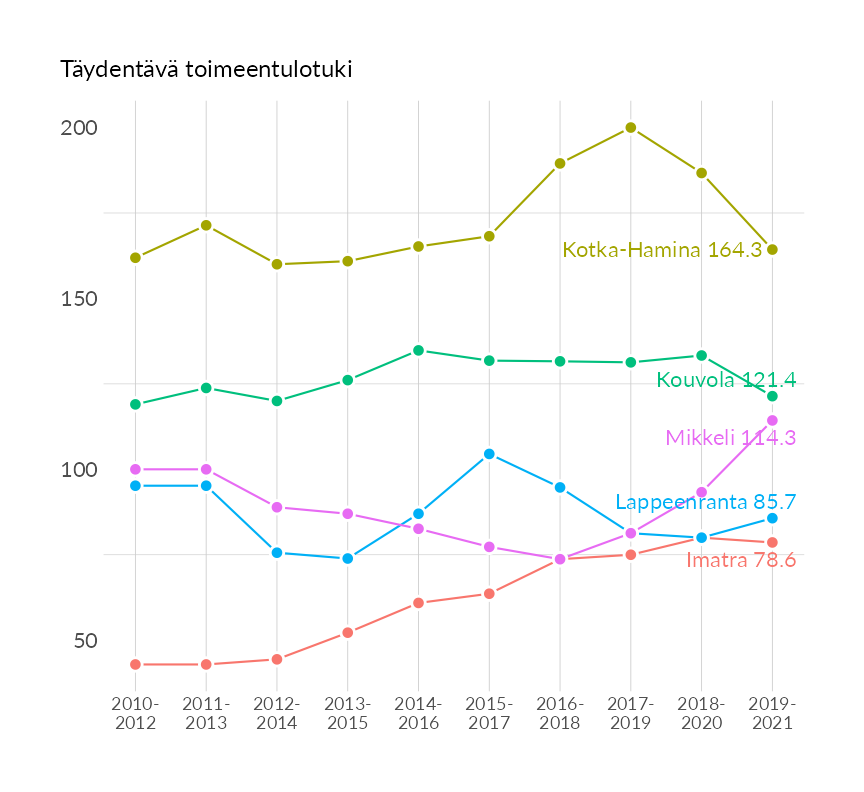 Täydentävä toimeentulotuki
200
Kotka-Hamina 164.3
150
Kouvola 121.4
Mikkeli 114.3
100
Lappeenranta 85.7
Imatra 78.6
50
2010- 2011- 2012- 2013- 2014- 2015- 2016- 2017- 2018- 2019-
2012 2013 2014 2015 2016 2017 2018 2019 2020 2021